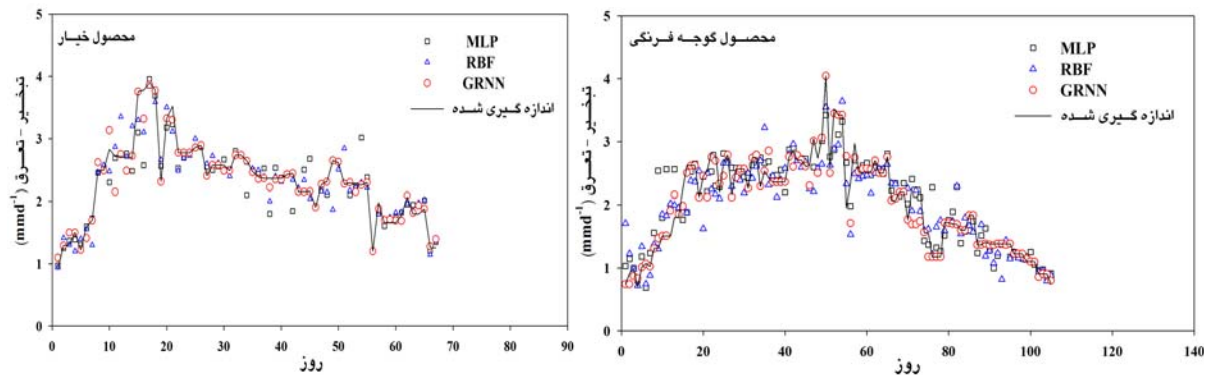 محصول خیار
MLP
RBF
GRNN
اندازه گیری شده
تبخیر - تعرق (mmd⁻¹)
5
4
3
2
1
0
0 10 20 30 40 50 60 70 80 90
روز
محصول گوجه فرنگی
MLP
RBF
GRNN
اندازه گیری شده
تبخیر - تعرق (mmd⁻¹)
5
4
3
2
1
0
0 20 40 60 80 100 120 140
روز